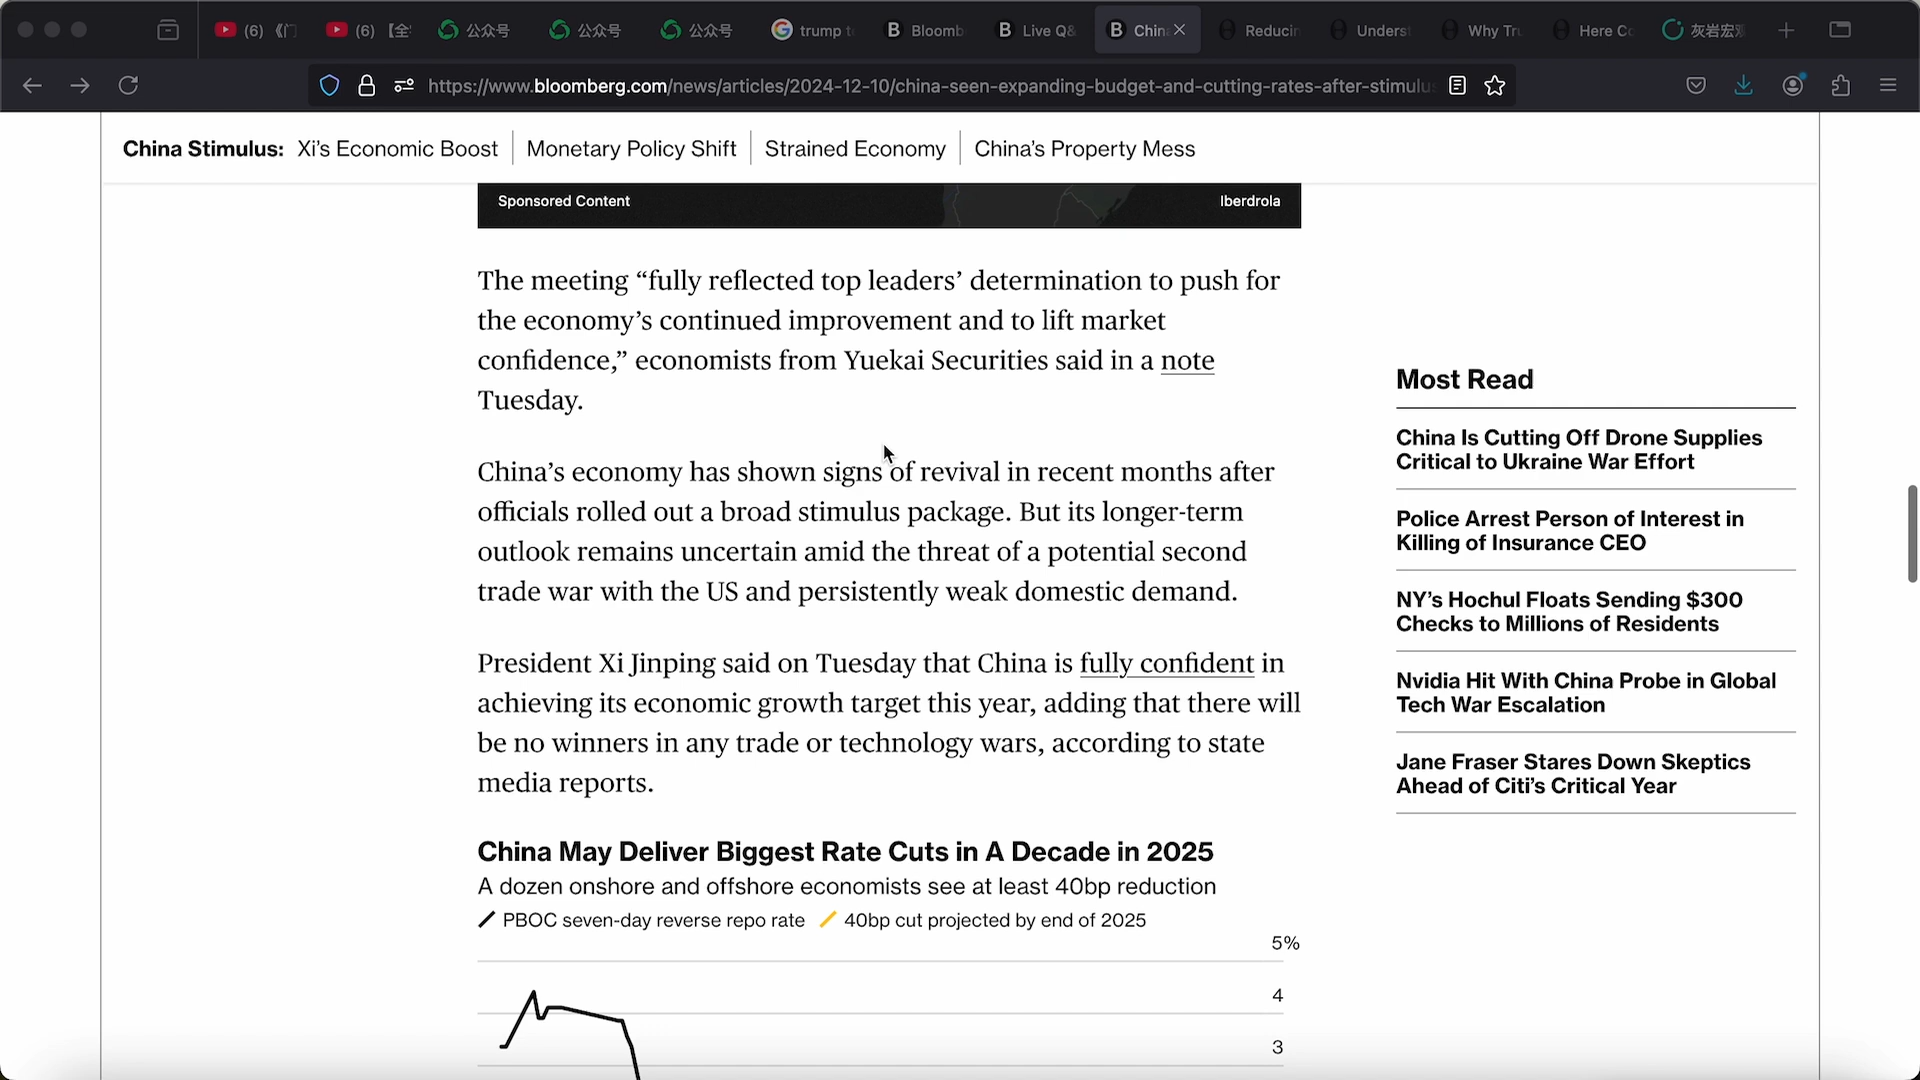 (6) 《门
(6) 【全
公众号
公众号
公众号
trump t
Bloomb
Live Q&
Chin
Reducin
Unders
Why Tru
Here Co
灰岩宏观
https://www.bloomberg.com/news/articles/2024-12-10/china-seen-expanding-budget-and-cutting-rates-after-stimulu
China Stimulus: Xi’s Economic Boost Monetary Policy Shift Strained Economy China’s Property Mess
Sponsored Content Iberdrola
The meeting “fully reflected top leaders’ determination to push for
the economy’s continued improvement and to lift market
confidence,” economists from Yuekai Securities said in a note
Tuesday.
China’s economy has shown signs of revival in recent months after
officials rolled out a broad stimulus package. But its longer-term
outlook remains uncertain amid the threat of a potential second
trade war with the US and persistently weak domestic demand.
President Xi Jinping said on Tuesday that China is fully confident in
achieving its economic growth target this year, adding that there will
be no winners in any trade or technology wars, according to state
media reports.
China May Deliver Biggest Rate Cuts in A Decade in 2025
A dozen onshore and offshore economists see at least 40bp reduction
PBOC seven-day reverse repo rate 40bp cut projected by end of 2025
5%
4
3
Most Read
China Is Cutting Off Drone Supplies
Critical to Ukraine War Effort
Police Arrest Person of Interest in
Killing of Insurance CEO
NY’s Hochul Floats Sending $300
Checks to Millions of Residents
Nvidia Hit With China Probe in Global
Tech War Escalation
Jane Fraser Stares Down Skeptics
Ahead of Citi’s Critical Year